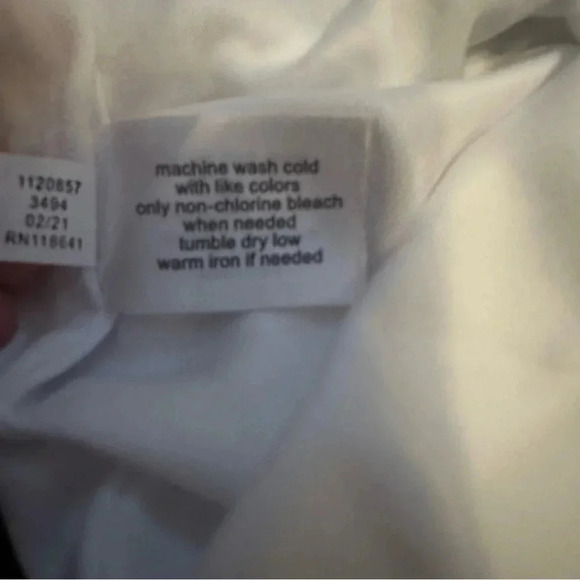 1120857
3494
02/21
RN118641
machine wash cold
with like colors
only non-chlorine bleach
when needed
tumble dry low
warm iron if needed